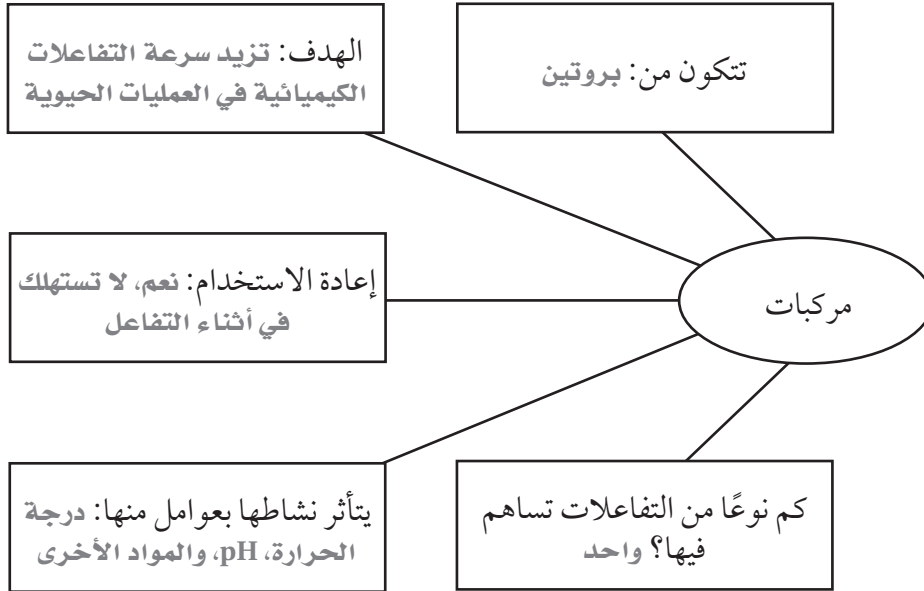 تتكون من: بروتين
الهدف: تزيد سرعة التفاعلات
الكيميائية في العمليات الحيوية
مركبات
إعادة الاستخدام: نعم، لا تستهلك
في أثناء التفاعل
كم نوعًا من التفاعلات تساهم
فيها؟ واحد
يتأثر نشاطها بعوامل منها: درجة
الحرارة، pH، والمواد الأخرى